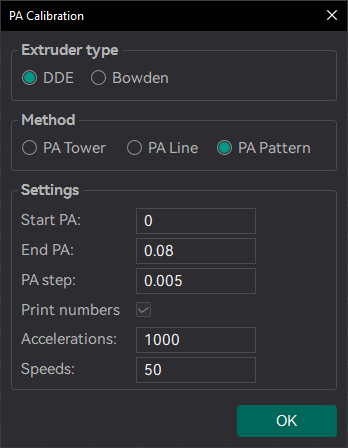 PA Calibration
Extruder type
DDE Bowden
Method
PA Tower PA Line PA Pattern
Settings
Start PA: 0
End PA: 0.08
PA step: 0.005
Print numbers
Accelerations: 1000
Speeds: 50
OK